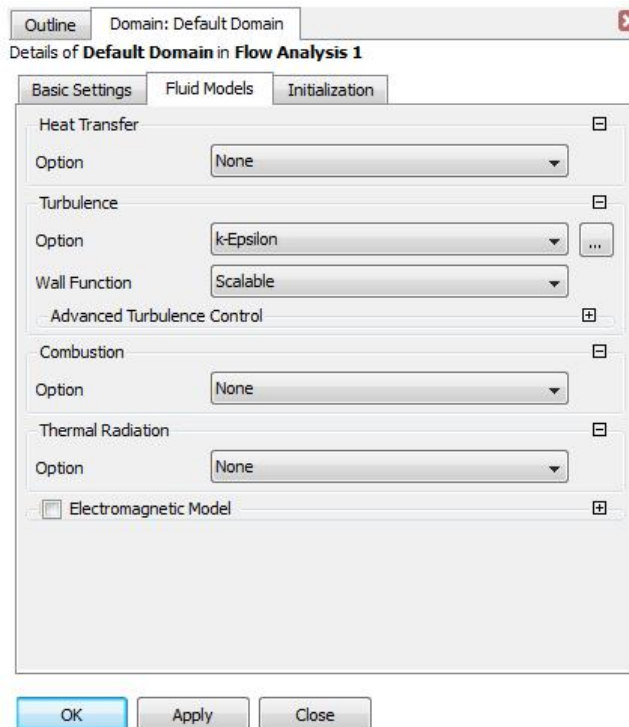 Outline Domain: Default Domain
Details of Default Domain in Flow Analysis 1
Basic Settings Fluid Models Initialization
Heat Transfer
Option None
Turbulence
Option k-Epsilon ...
Wall Function Scalable
Advanced Turbulence Control
Combustion
Option None
Thermal Radiation
Option None
Electromagnetic Model
OK Apply Close